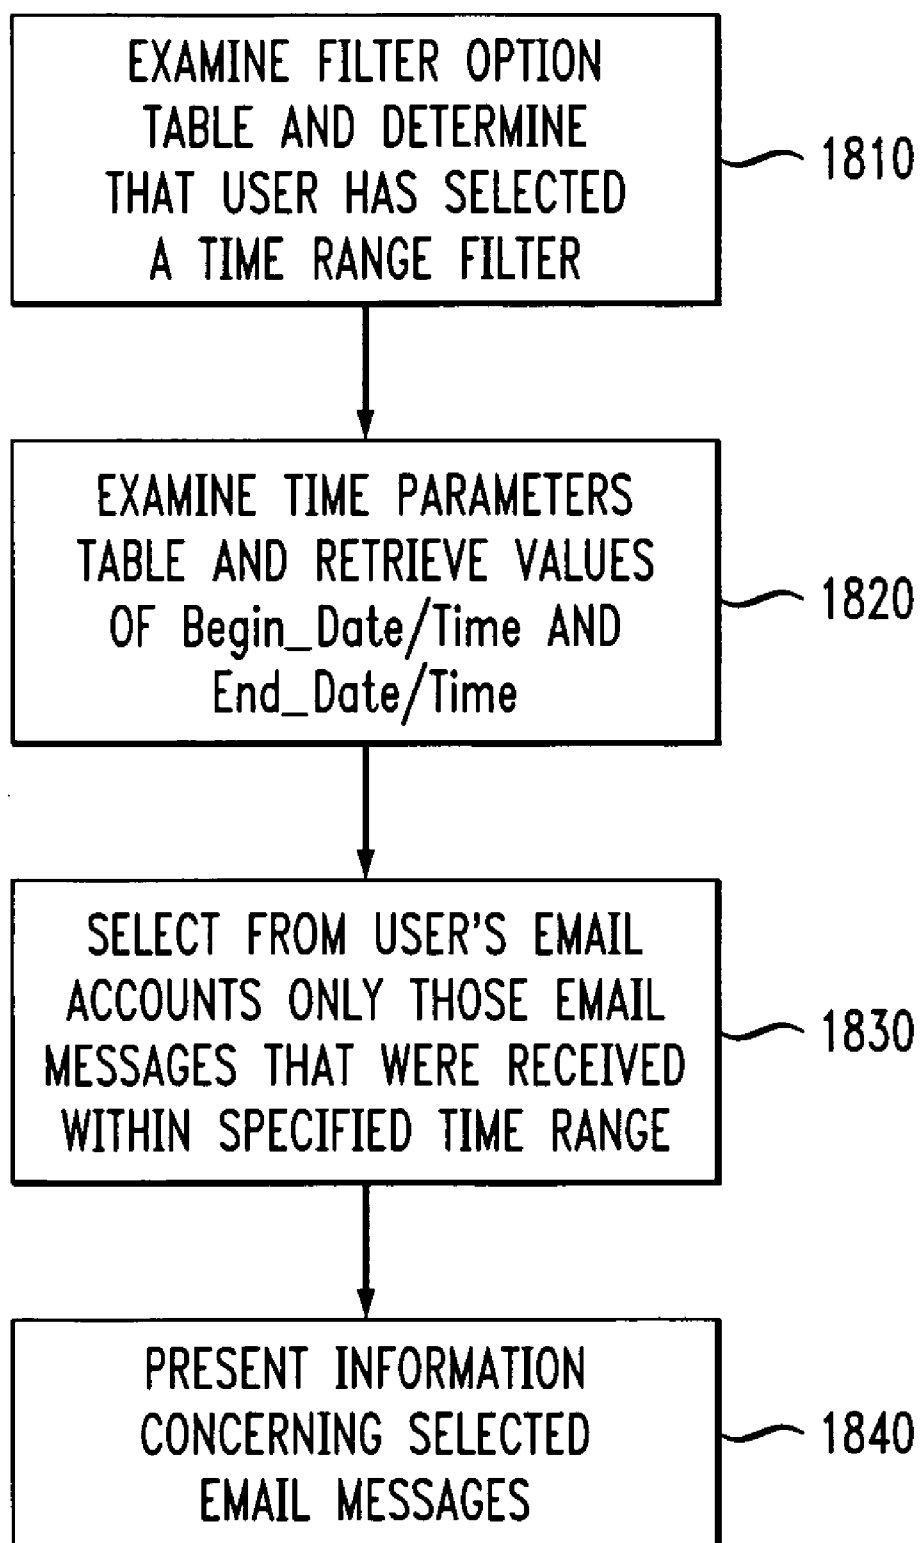 EXAMINE FILTER OPTION
TABLE AND DETERMINE
THAT USER HAS SELECTED
A TIME RANGE FILTER
1810
EXAMINE TIME PARAMETERS
TABLE AND RETRIEVE VALUES
OF Begin_Date/Time AND
End_Date/Time
1820
SELECT FROM USER'S EMAIL
ACCOUNTS ONLY THOSE EMAIL
MESSAGES THAT WERE RECEIVED
WITHIN SPECIFIED TIME RANGE
1830
PRESENT INFORMATION
CONCERNING SELECTED
EMAIL MESSAGES
1840